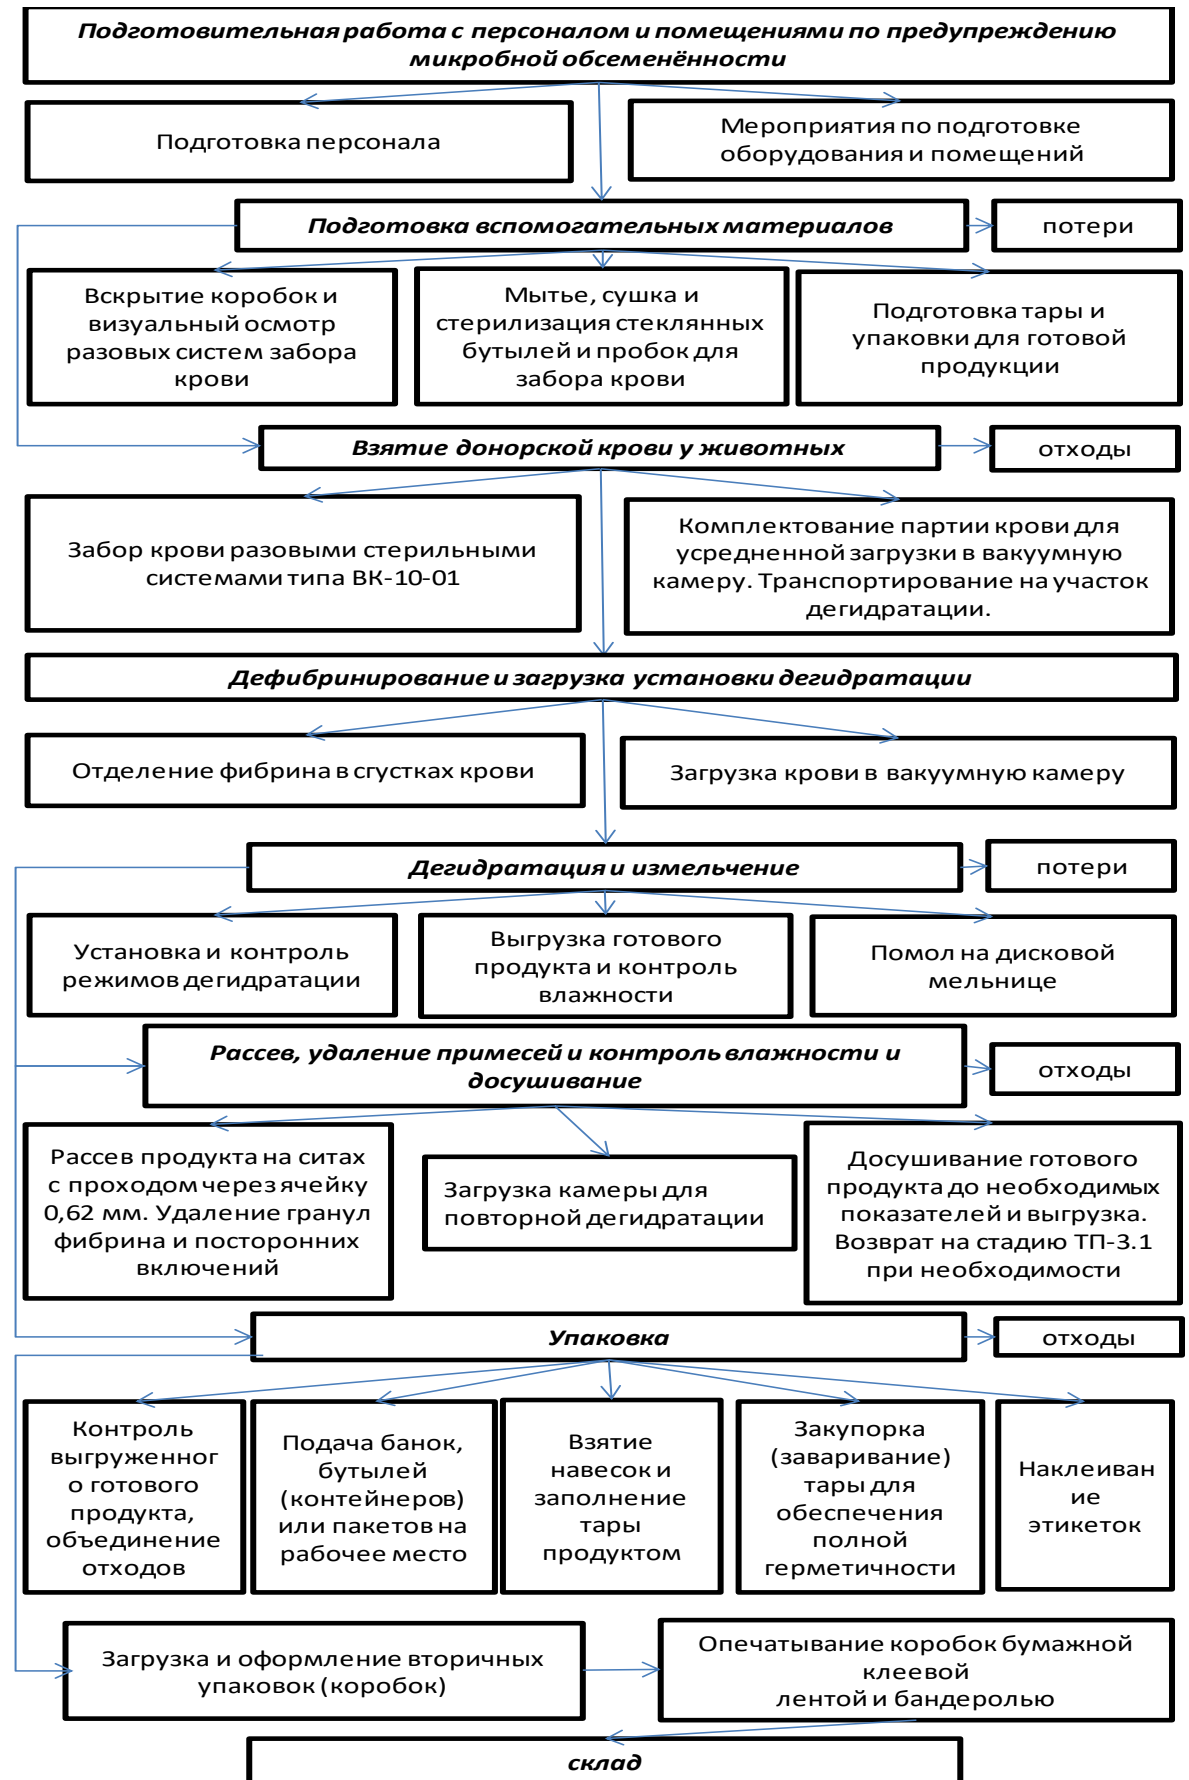 Подготовительная работа с персоналом и помещениями по предупреждению
микробной обсеменённости
Подготовка персонала
Мероприятия по подготовке
оборудования и помещений
Подготовка вспомогательных материалов
потери
Вскрытие коробок и
визуальный осмотр
разовых систем забора
крови
Мытье, сушка и
стерилизация стеклянных
бутылей и пробок для
забора крови
Подготовка тары и
упаковки для готовой
продукции
Взятие донорской крови у животных
отходы
Забор крови разовыми стерильными
системами типа ВК-10-01
Комплектование партии крови для
усредненной загрузки в вакуумную
камеру. Транспортирование на участок
дегидратации.
Дефибринирование и загрузка установки дегидратации
Отделение фибрина в сгустках крови
Загрузка крови в вакуумную камеру
Дегидратация и измельчение
потери
Установка и контроль
режимов дегидратации
Выгрузка готового
продукта и контроль
влажности
Помол на дисковой
мельнице
Рассев, удаление примесей и контроль влажности и
досушивание
отходы
Рассев продукта на ситах
с проходом через ячейку
0,62 мм. Удаление гранул
фибрина и посторонних
включений
Загрузка камеры для
повторной дегидратации
Досушивание готового
продукта до необходимых
показателей и выгрузка.
Возврат на стадию ТП-3.1
при необходимости
Упаковка
отходы
Контроль
выгруженног
о готового
продукта,
объединение
отходов
Подача банок,
бутылей
(контейнеров)
или пакетов на
рабочее место
Взятие
навесок и
заполнение
тары
продуктом
Закупорка
(заваривание)
тары для
обеспечения
полной
герметичности
Наклеиван
ие
этикеток
Загрузка и оформление вторичных
упаковок (коробок)
Опечатывание коробок бумажной
клеевой
лентой и бандеролью
склад